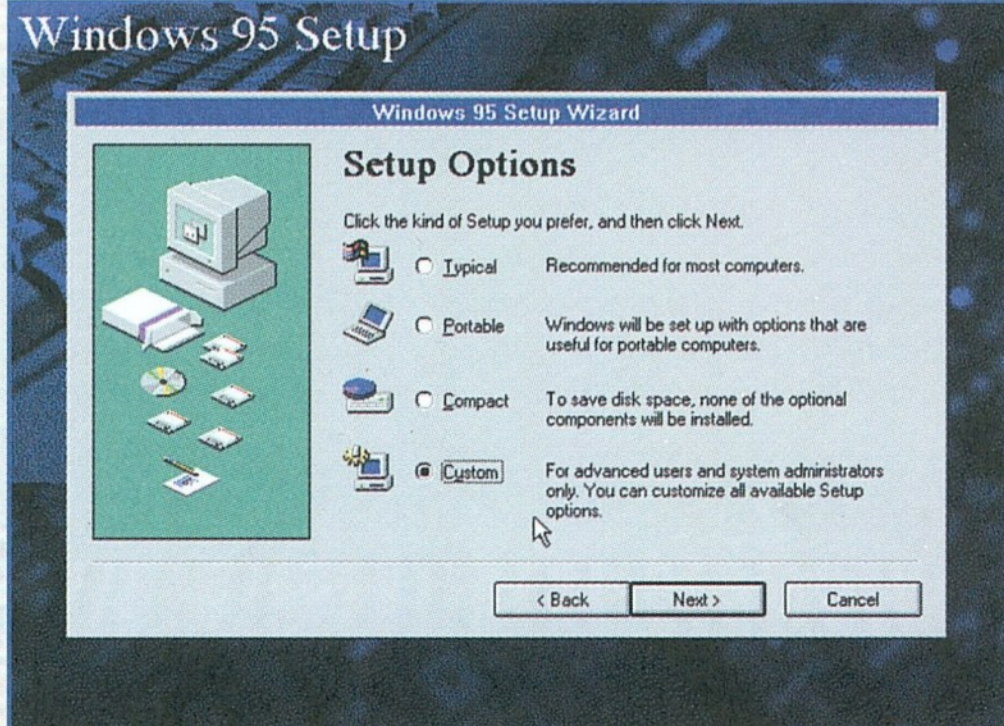 Windows 95 Setup
Windows 95 Setup Wizard
Setup Options
Click the kind of Setup you prefer, and then click Next.
Typical Recommended for most computers.
Portable Windows will be set up with options that are
useful for portable computers.
Compact To save disk space, none of the optional
components will be installed.
Custom For advanced users and system administrators
only. You can customize all available Setup
options.
< Back Next > Cancel